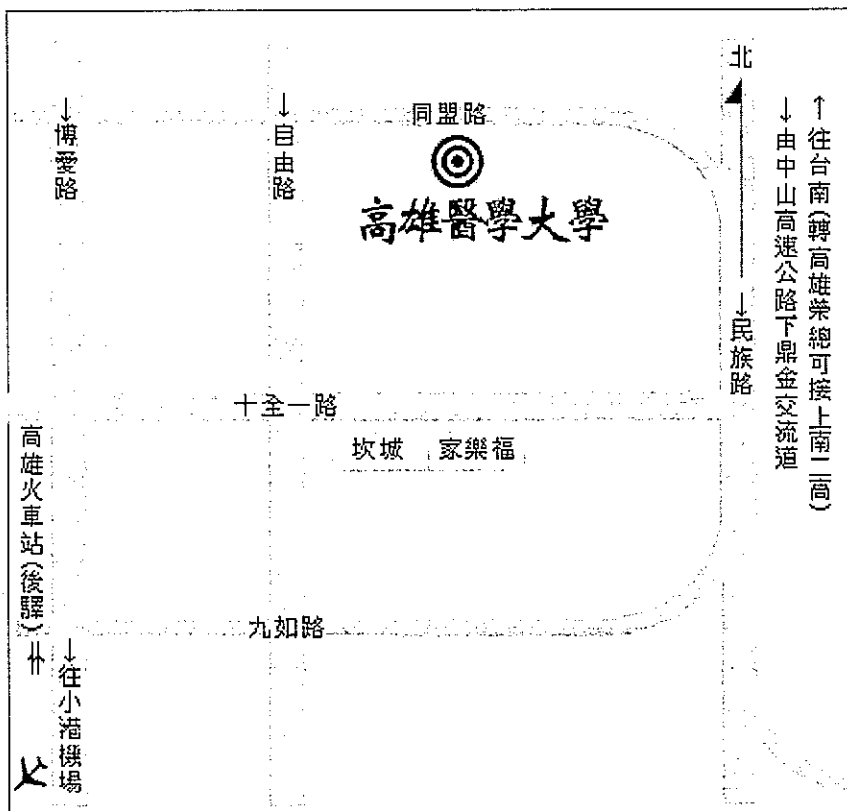 北
↑往台南(轉高雄榮總可接上南二高)
↓由中山高速公路下鼎金交流道
同盟路
↓博愛路
↓自由路
高雄醫學大學
↓民族路
十全一路
坎城
家樂福
高雄火車站(後驛)
九如路
↓往小港機場